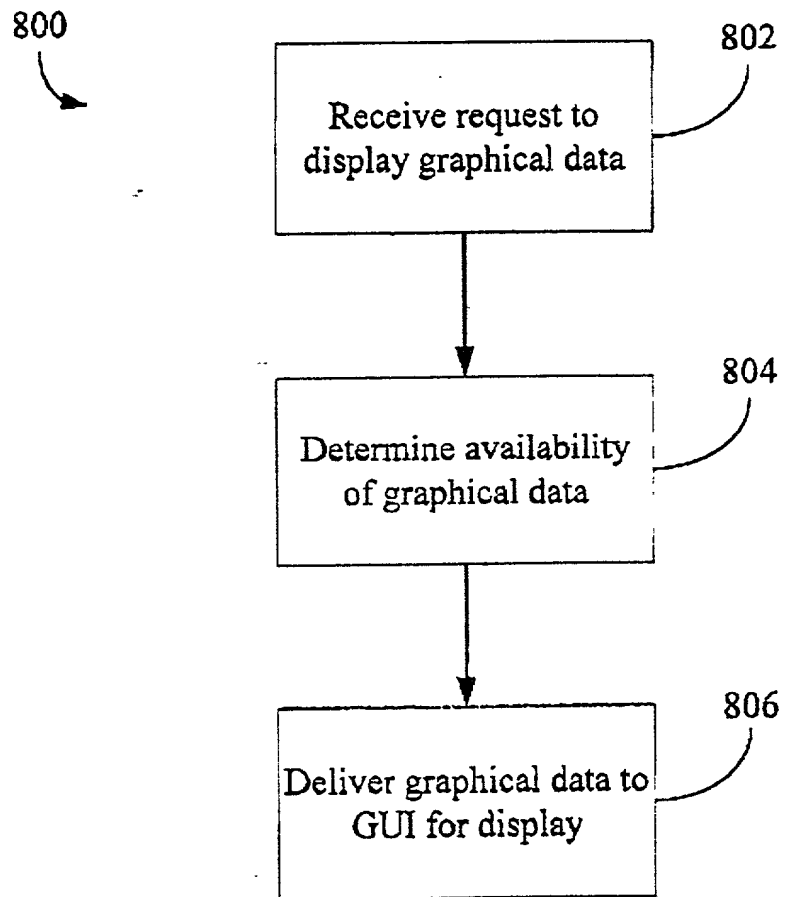 800
802
Receive request to
display graphical data
804
Determine availability
of graphical data
806
Deliver graphical data to
GUI for display